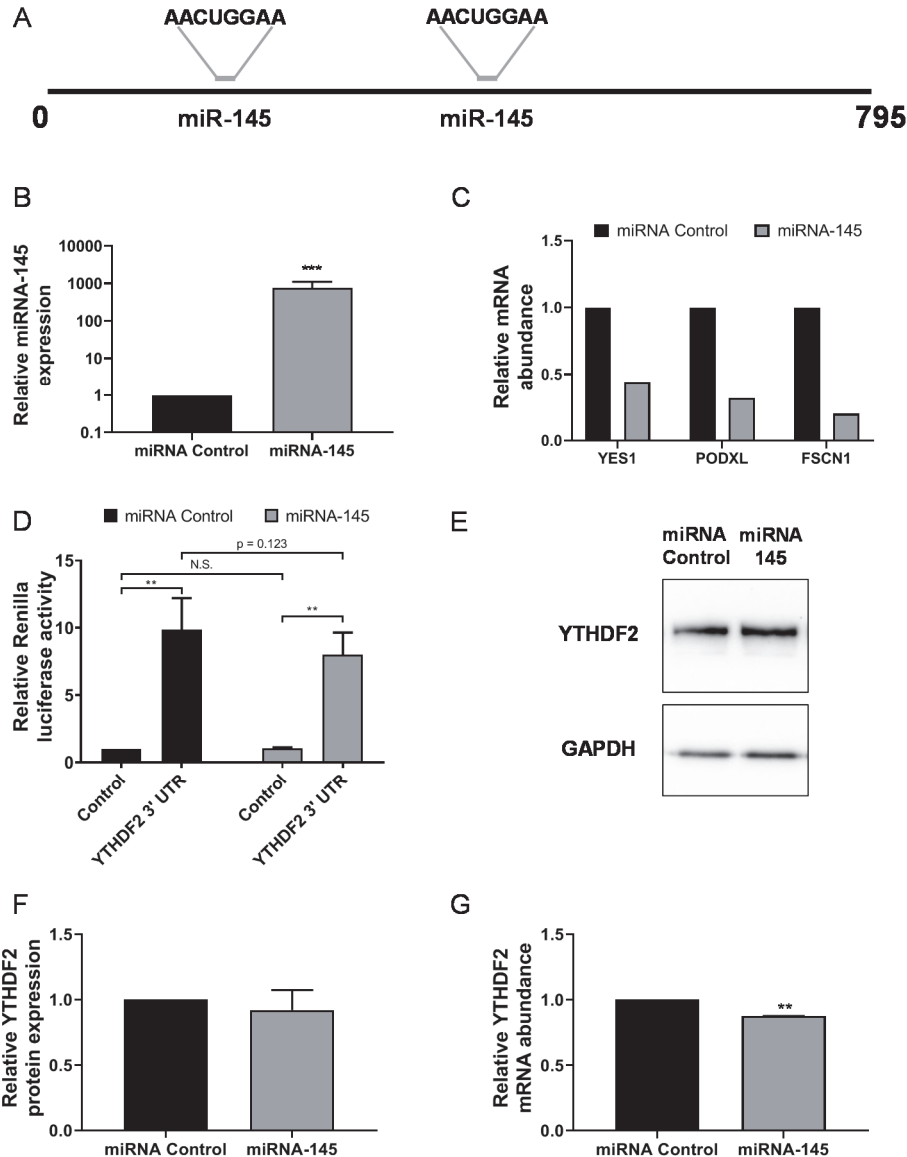 A
AACUGGAA AACUGGAA
0 miR-145 miR-145 795
B
Relative miRNA-145
expression
10000
1000
100
10
1
0.1
***
miRNA Control miRNA-145
C
miRNA Control miRNA-145
Relative mRNA
abundance
1.5
1.0
0.5
0.0
YES1 PODXL FSCN1
D
miRNA Control miRNA-145
Relative Renilla
luciferase activity
15
10
5
0
p = 0.123
N.S.
** **
Control YTHDF2 3' UTR Control YTHDF2 3' UTR
E
miRNA miRNA
Control 145
YTHDF2
GAPDH
F
Relative YTHDF2
protein expression
1.5
1.0
0.5
0.0
miRNA Control miRNA-145
G
Relative YTHDF2
mRNA abundance
1.5
1.0
0.5
0.0
**
miRNA Control miRNA-145